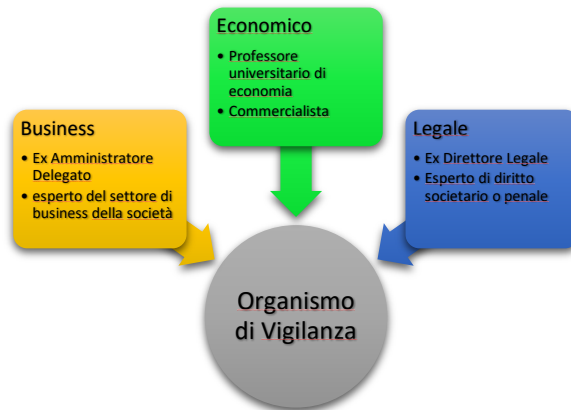 Economico
• Professore
universitario di
economia
• Commercialista
Business
• Ex Amministratore
Delegato
• esperto del settore di
business della società
Legale
• Ex Direttore Legale
• Esperto di diritto
societario o penale
Organismo
di Vigilanza